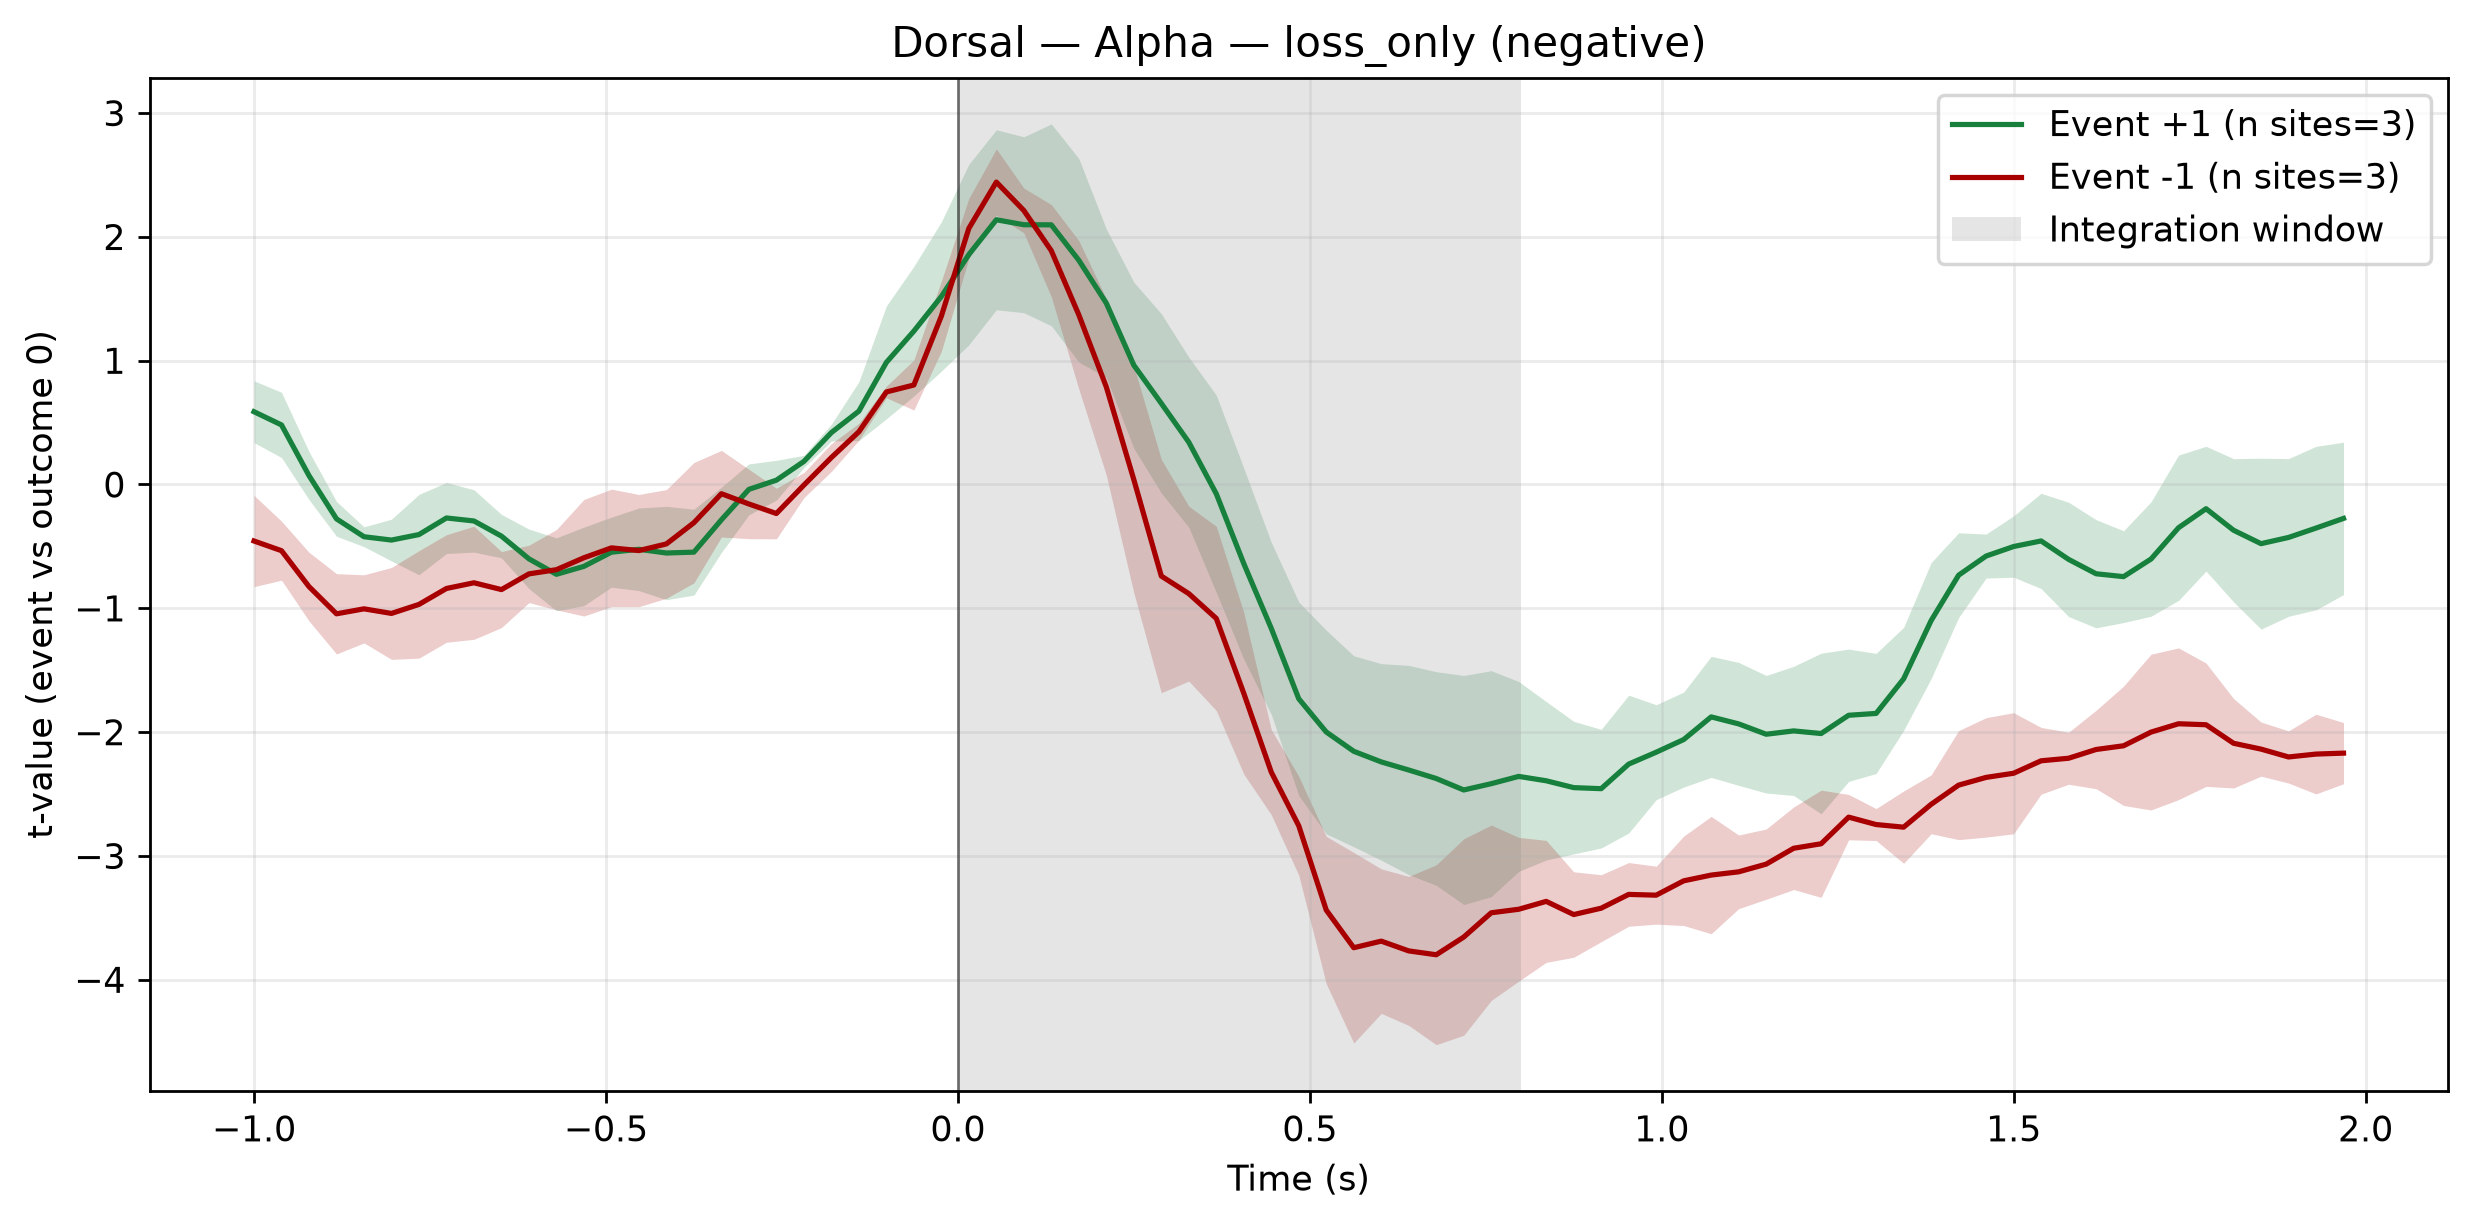 Dorsal — Alpha — loss_only (negative)
t-value (event vs outcome 0)
3
2
1
0
−1
−2
−3
−4
Event +1 (n sites=3)
Event -1 (n sites=3)
Integration window
−1.0 −0.5 0.0 0.5 1.0 1.5 2.0
Time (s)